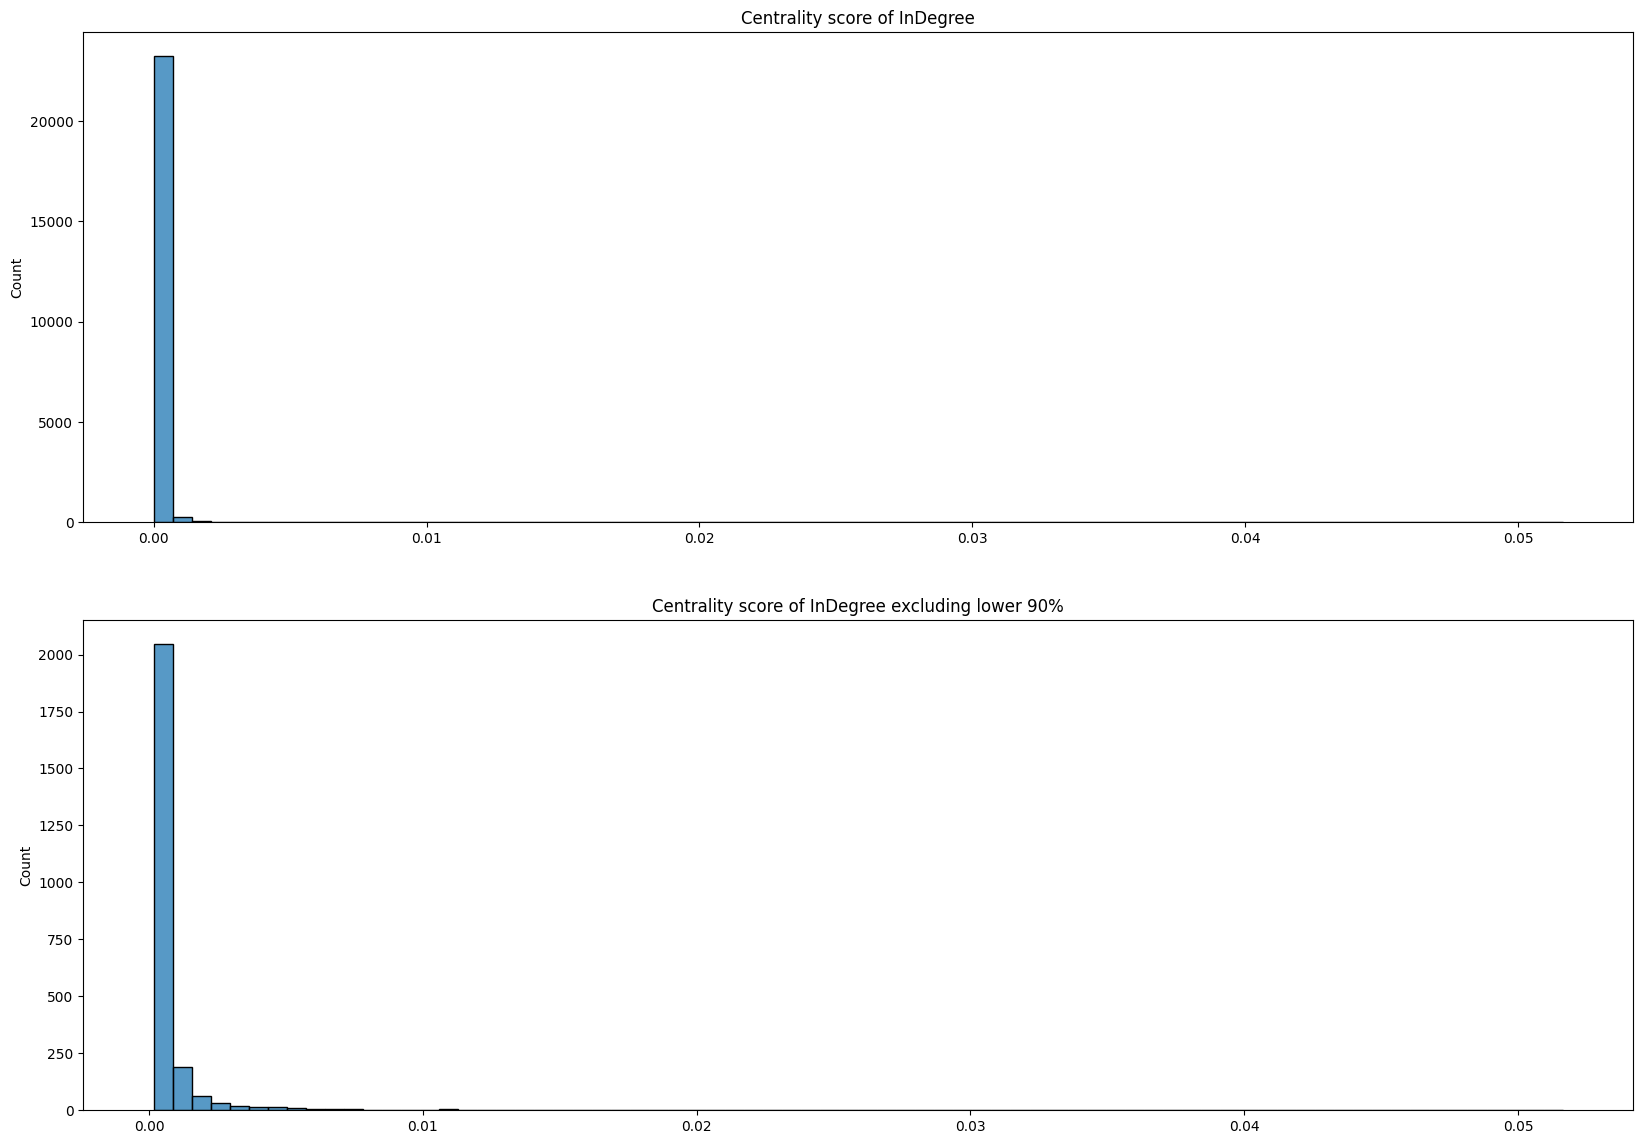 Centrality score of InDegree
Count
20000
15000
10000
5000
0
0.00 0.01 0.02 0.03 0.04 0.05
Centrality score of InDegree excluding lower 90%
Count
2000
1750
1500
1250
1000
750
500
250
0
0.00 0.01 0.02 0.03 0.04 0.05